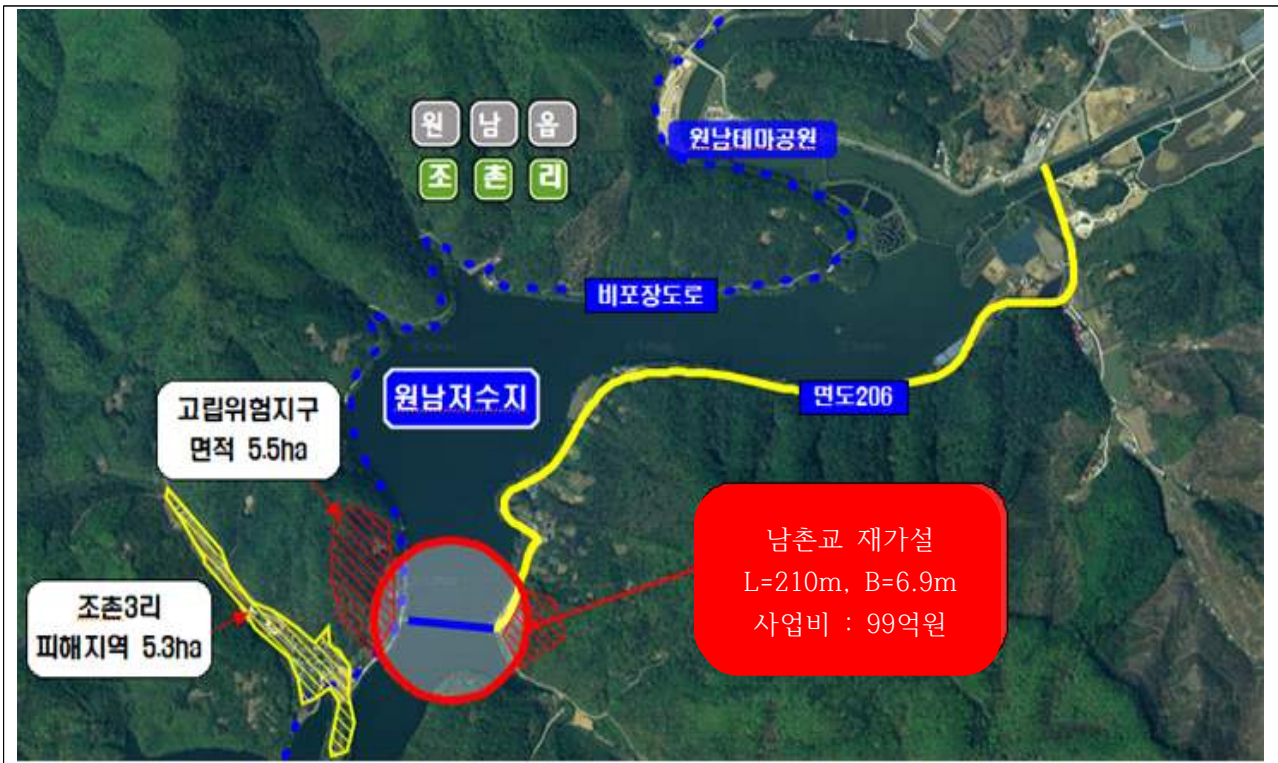 원남읍
조촌리
원남테마공원
비포장도로
원남저수지
면도206
고립위험지구
면적 5.5ha
조촌3리
피해지역 5.3ha
남촌교 재가설
L=210m, B=6.9m
사업비 : 99억원